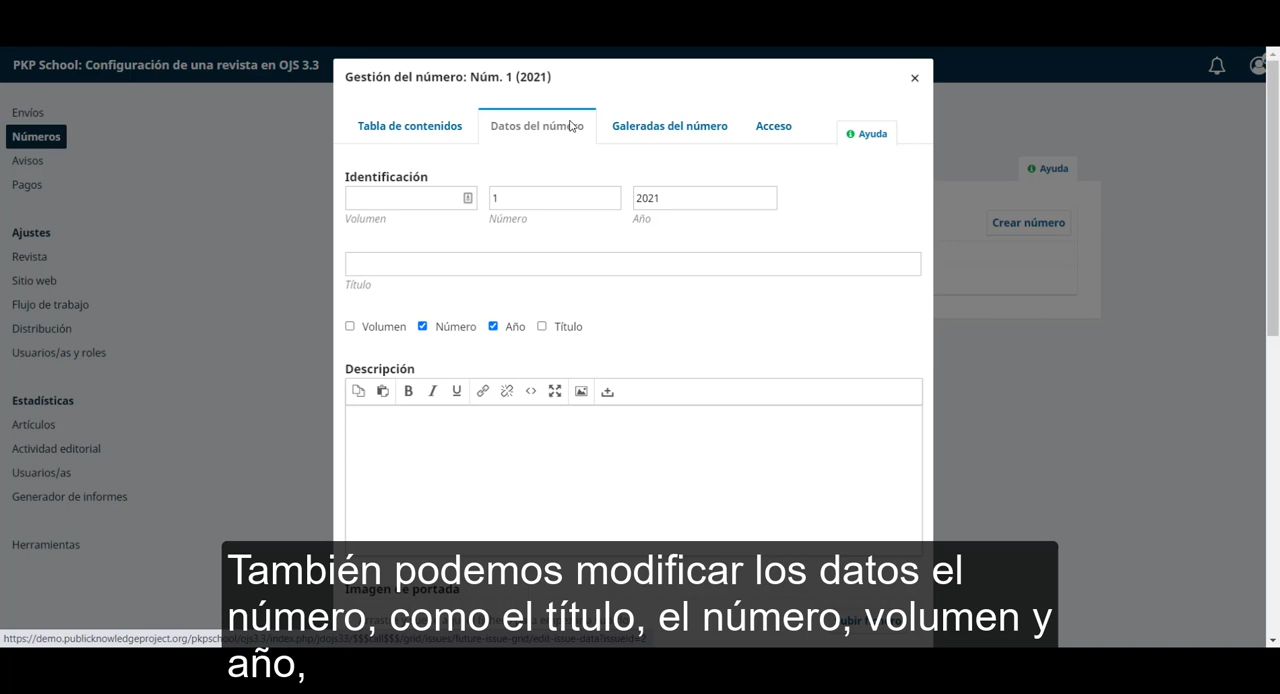 PKP School: Configuración de una revista en OJS 3.3
Envíos
Números
Avisos
Pagos
Ajustes
Revista
Sitio web
Flujo de trabajo
Distribución
Usuarios/as y roles
Estadísticas
Artículos
Actividad editorial
Usuarios/as
Generador de informes
Herramientas
Gestión del número: Núm. 1 (2021)
Tabla de contenidos
Datos del número
Galeradas del número
Acceso
Ayuda
Identificación
1
2021
Volumen
Número
Año
Título
Volumen
Número
Año
Título
Descripción
B I U
Imagen de portada
Ayuda
Crear número
También podemos modificar los datos el
número, como el título, el número, volumen y
año,